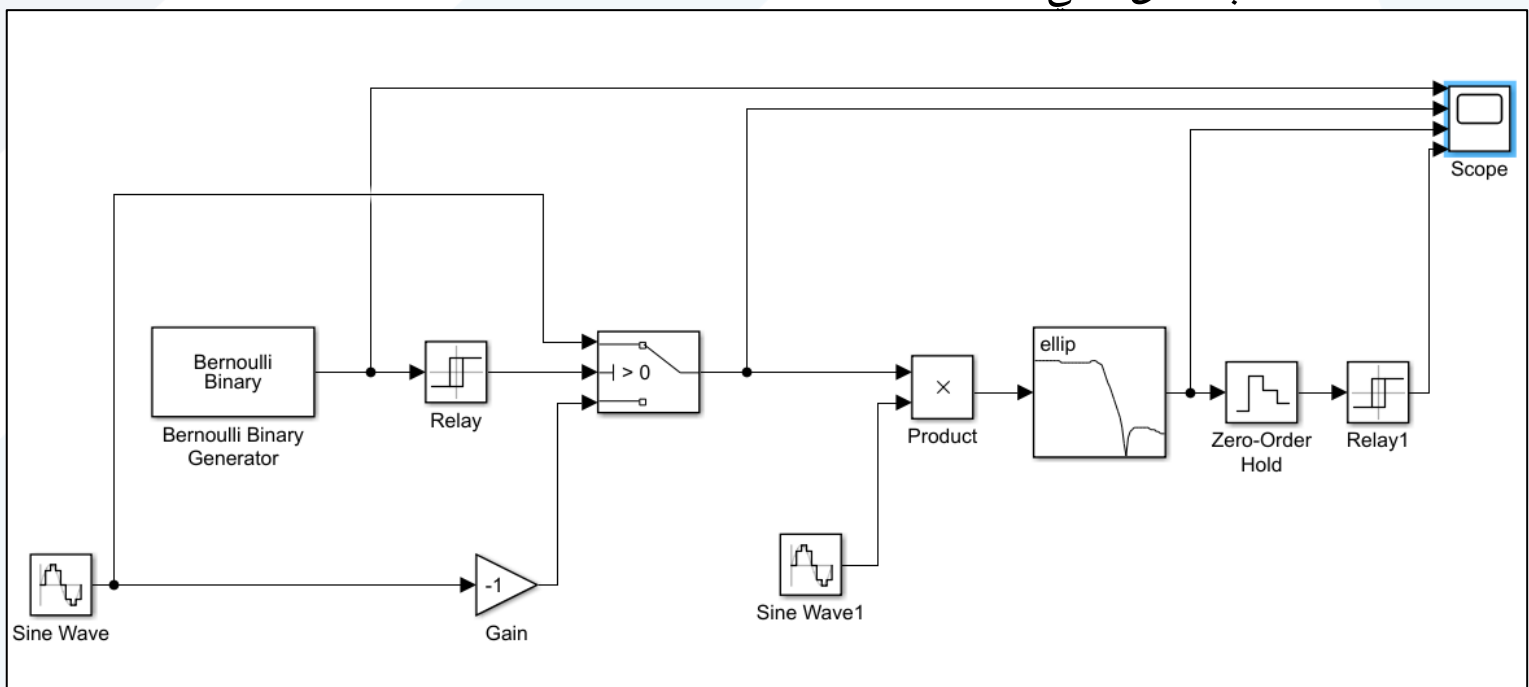 Scope
ellip
Bernoulli
Binary
> 0
×
Relay
Product
Zero-Order
Hold
Relay1
Bernoulli Binary
Generator
-1
Sine Wave
Gain
Sine Wave1